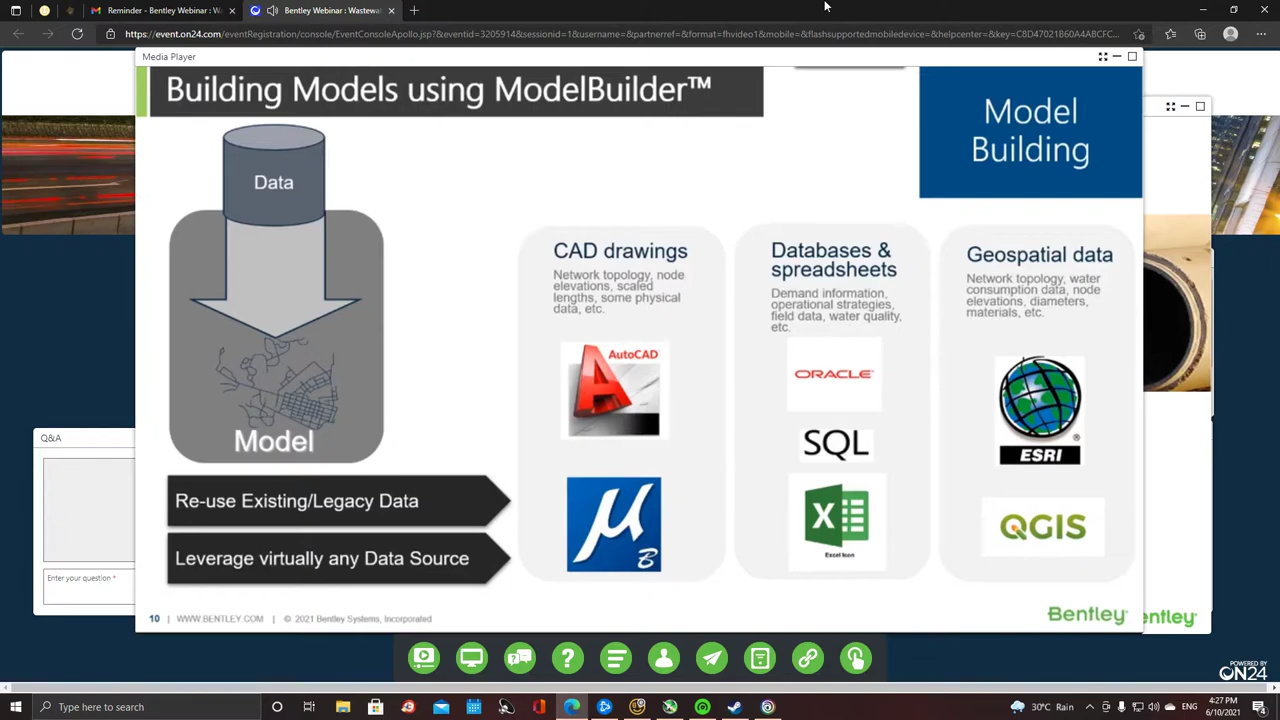 Reminder - Bentley Webinar: W
Bentley Webinar : Wastewat
https://event.on24.com/eventRegistration/console/EventConsoleApollo.jsp?&eventid=3205914&sessionid=1&username=&partnerref=&format=fhvideo1&mobile=&flashsupportedmobiledevice=&helpcenter=&key=C8D47021B60A4ABCFC...
Media Player
Building Models using ModelBuilder™
Model
Building
Data
Model
Re-use Existing/Legacy Data
Leverage virtually any Data Source
CAD drawings
Network topology, node
elevations, scaled
lengths, some physical
data, etc.
AutoCAD
A
μ
B
Databases &
spreadsheets
Demand information,
operational strategies,
field data, water quality,
etc.
ORACLE
SQL
X
Excel Icon
Geospatial data
Network topology, water
consumption data, node
elevations, diameters,
materials, etc.
ESRI
QGIS
Q&A
Enter your question *
10 | WWW.BENTLEY.COM | © 2021 Bentley Systems, Incorporated
Bentley
entley
POWERED BY
ON24
Type here to search
30°C Rain
4:27 PM
6/10/2021